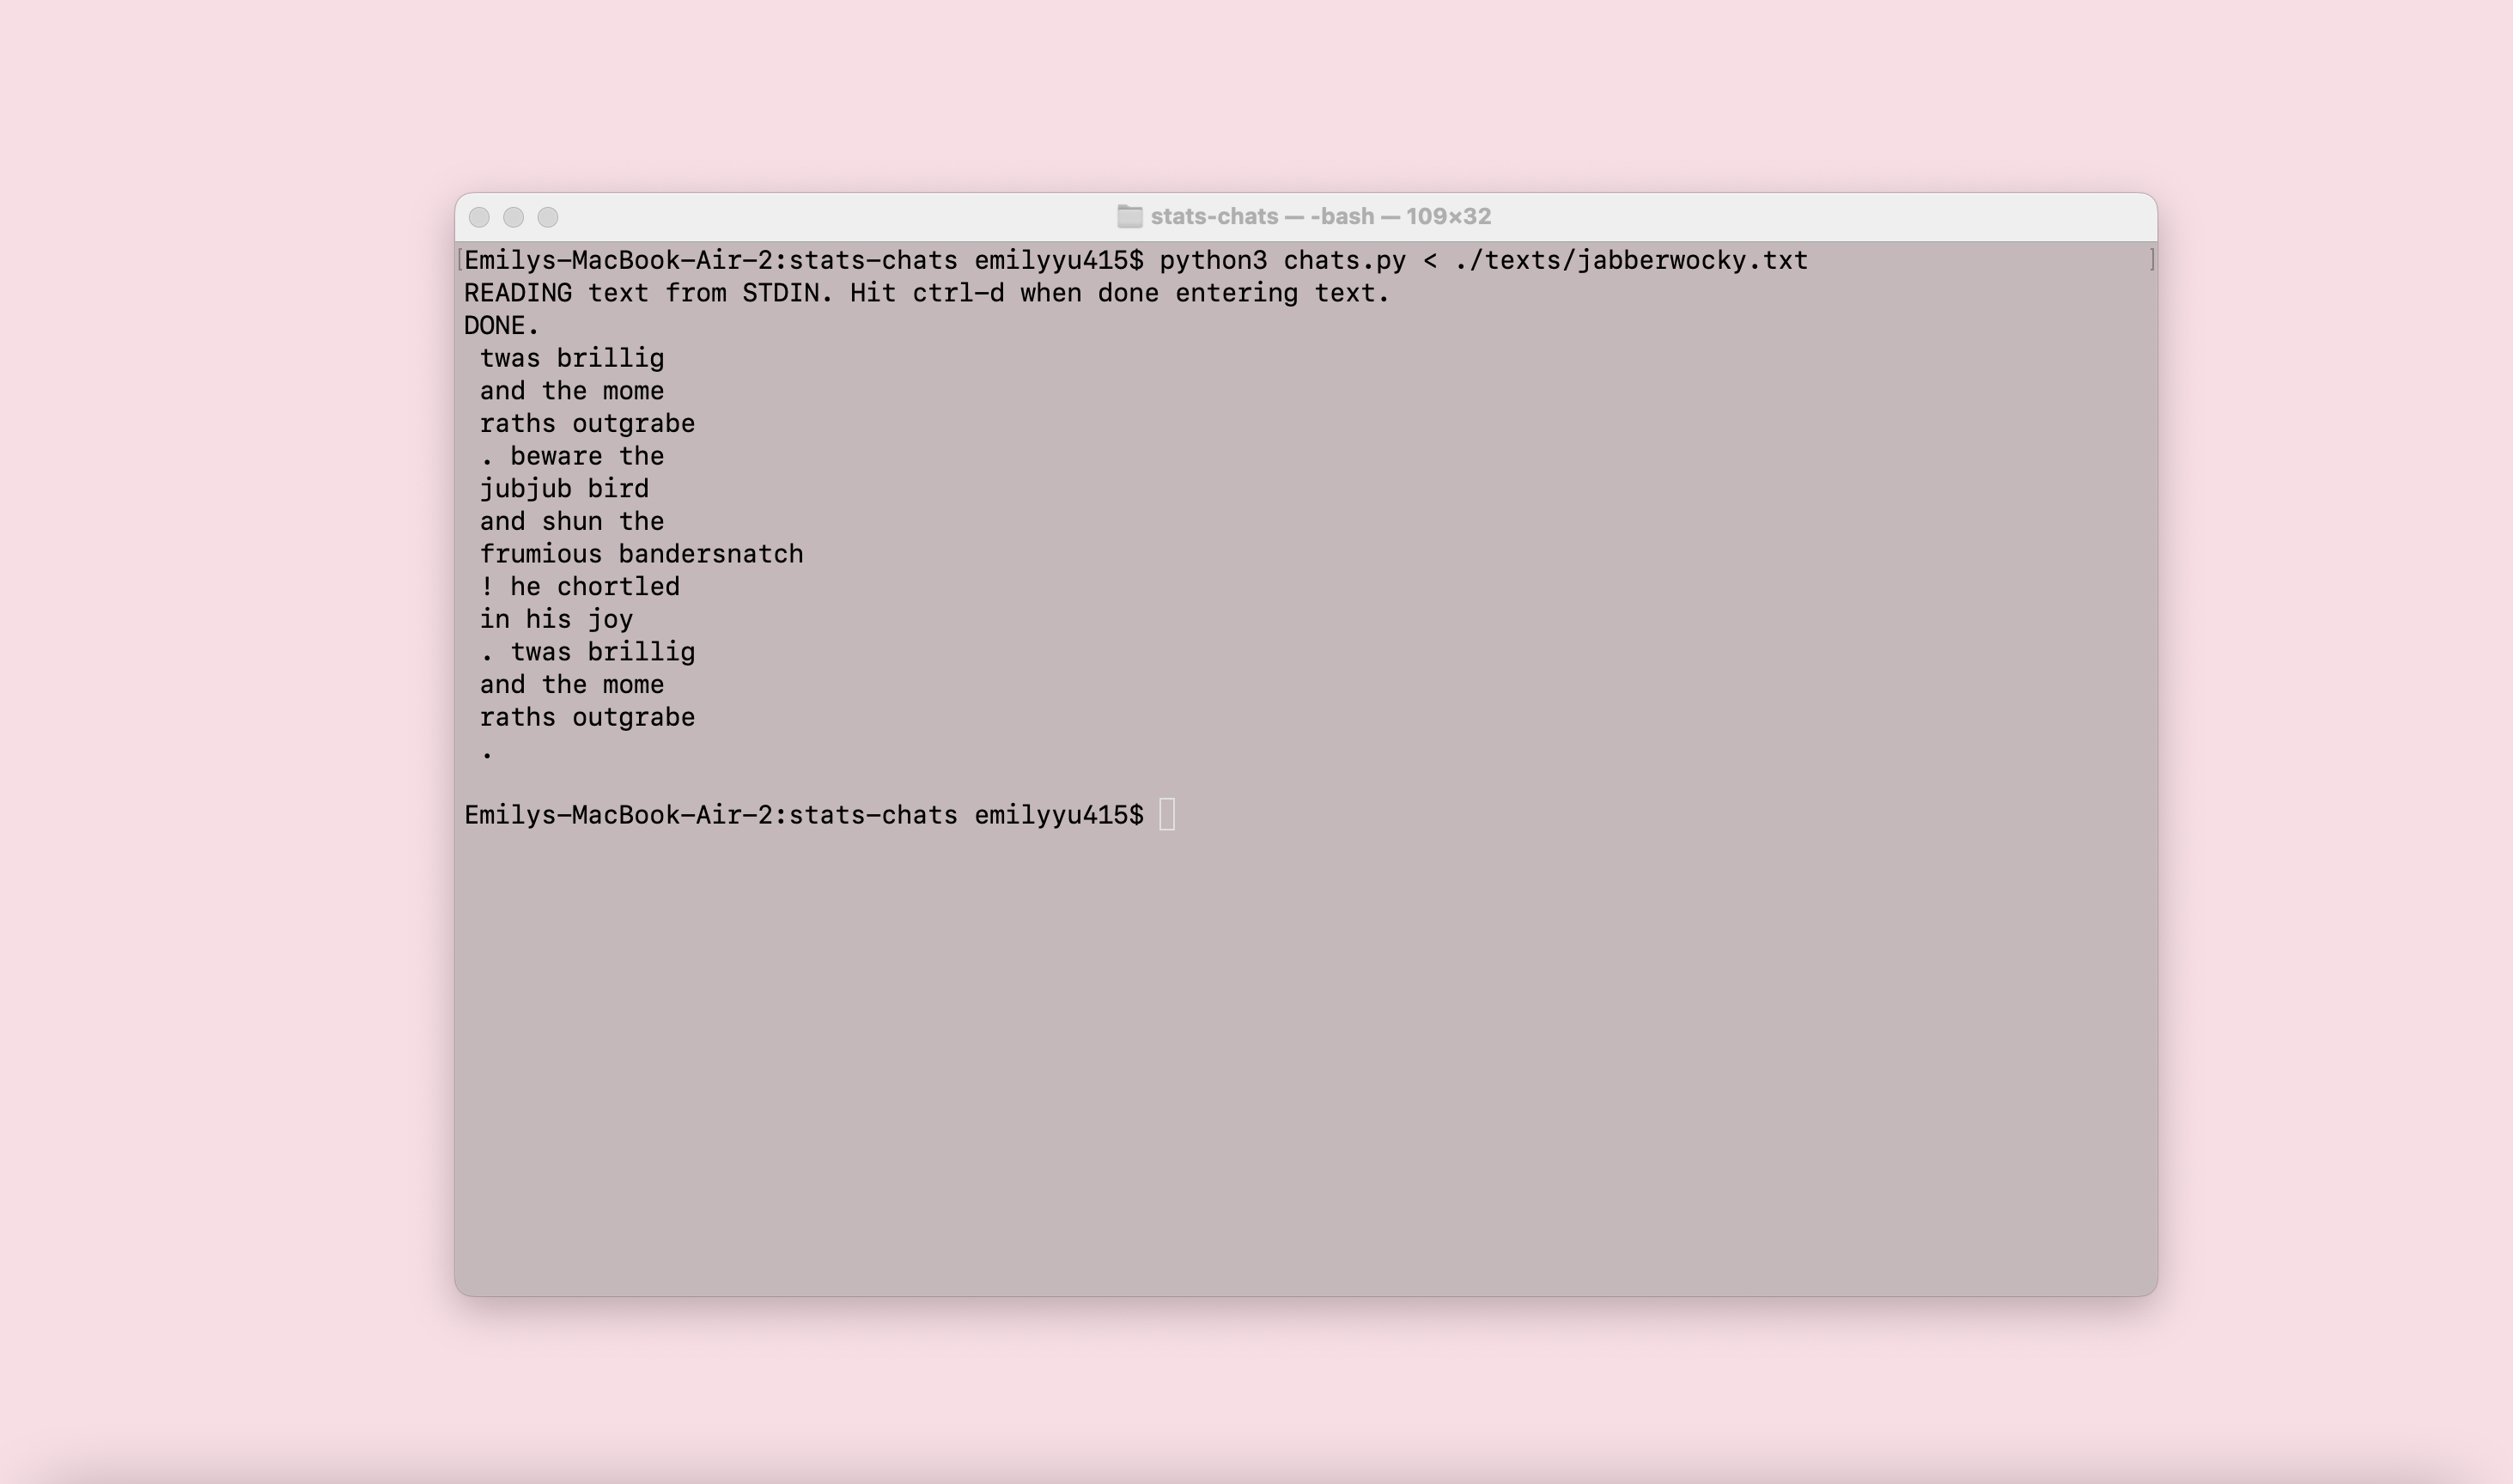 stats-chats — -bash — 109×32
[Emilys-MacBook-Air-2:stats-chats emilyyu415$ python3 chats.py < ./texts/jabberwocky.txt ]
READING text from STDIN. Hit ctrl-d when done entering text.
DONE.
twas brillig
and the mome
raths outgrabe
. beware the
jubjub bird
and shun the
frumious bandersnatch
! he chortled
in his joy
. twas brillig
and the mome
raths outgrabe
.
Emilys-MacBook-Air-2:stats-chats emilyyu415$